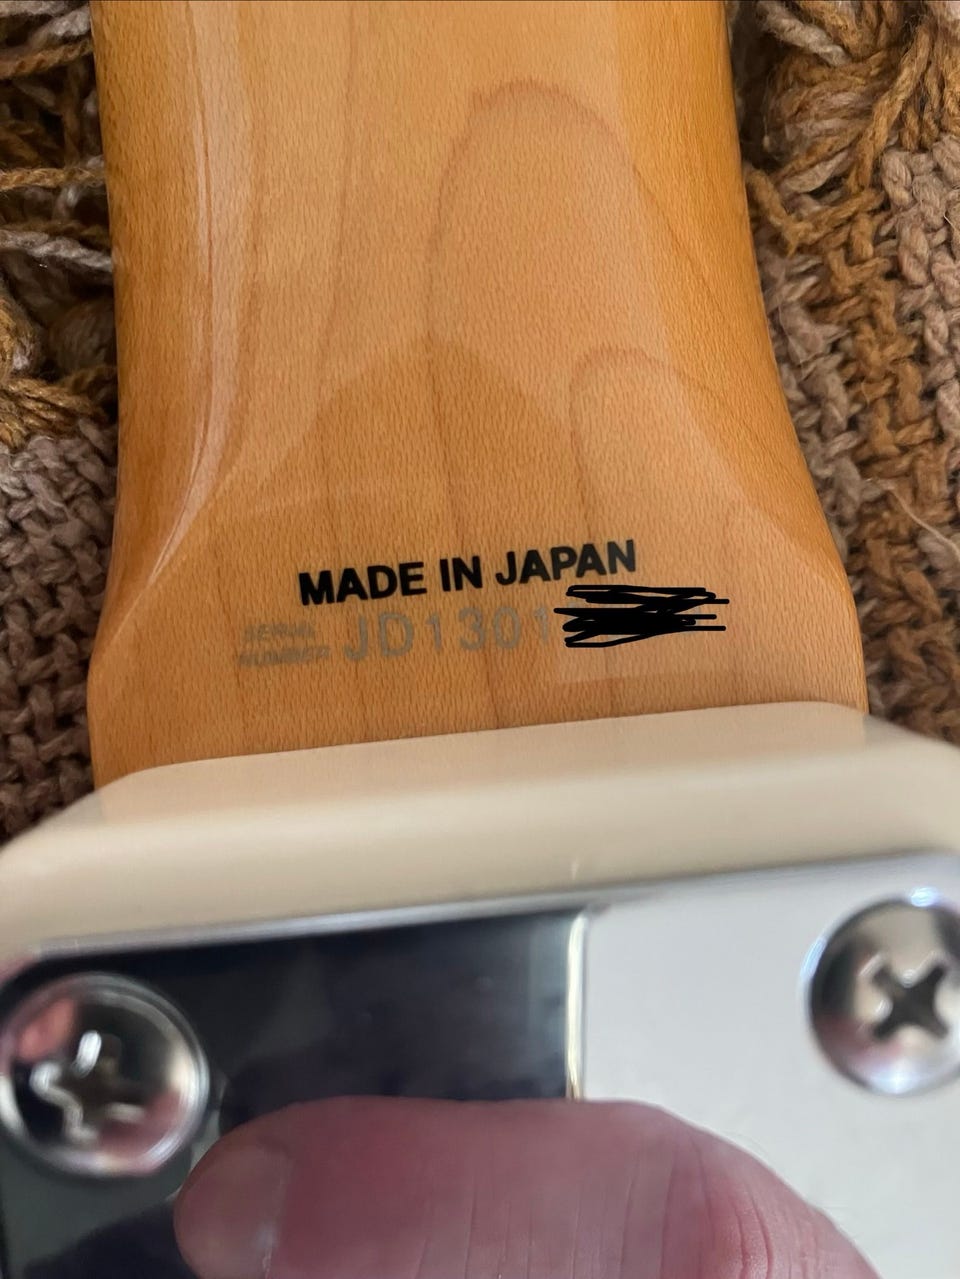 MADE IN JAPAN
SERIAL
NUMBER JD1301